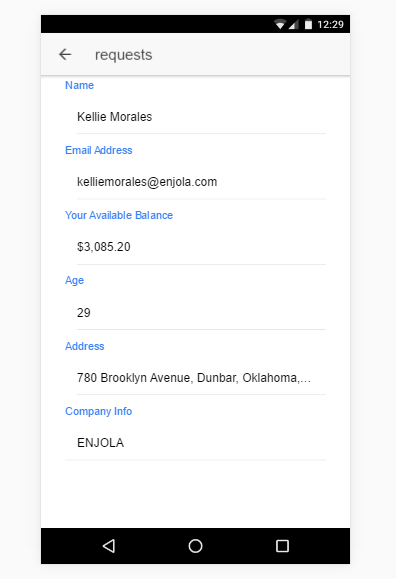 12:29
requests
Name
Kellie Morales
Email Address
kelliemorales@enjola.com
Your Available Balance
$3,085.20
Age
29
Address
780 Brooklyn Avenue, Dunbar, Oklahoma,...
Company Info
ENJOLA